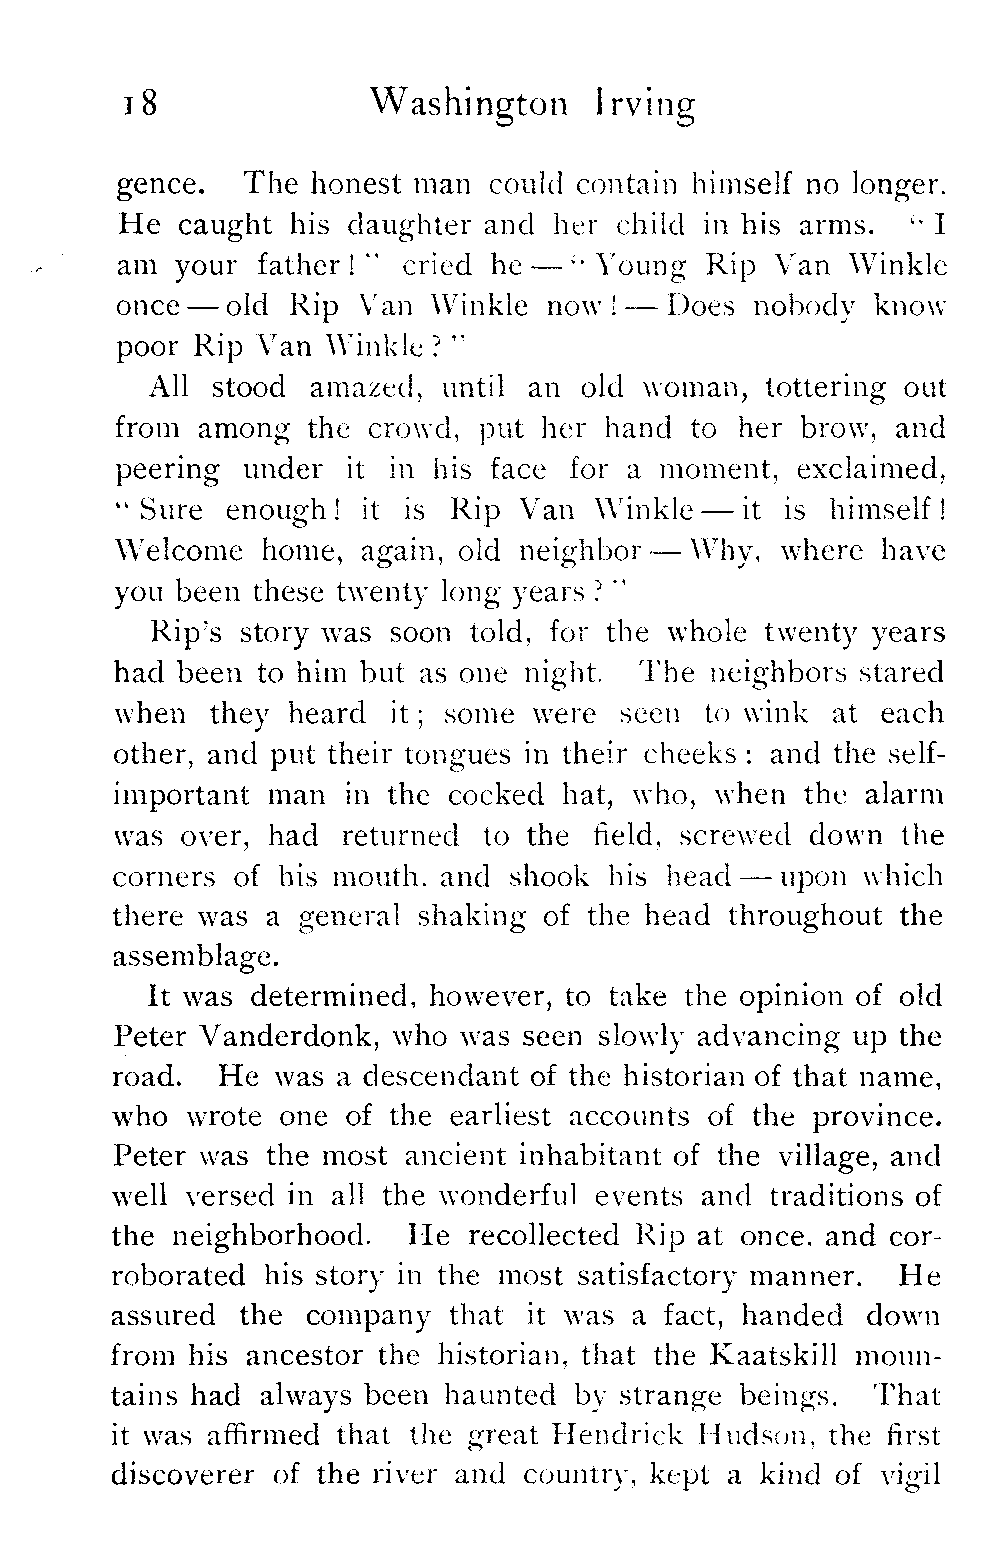 18 Washington Irving
gence. The honest man could contain himself no longer.
He caught his daughter and her child in his arms. “I
am your father!” cried he — “Young Rip Van Winkle
once — old Rip Van Winkle now! — Does nobody know
poor Rip Van Winkle?”
All stood amazed, until an old woman, tottering out
from among the crowd, put her hand to her brow, and
peering under it in his face for a moment, exclaimed,
“Sure enough! it is Rip Van Winkle — it is himself!
Welcome home, again, old neighbor — Why, where have
you been these twenty long years?”
Rip's story was soon told, for the whole twenty years
had been to him but as one night. The neighbors stared
when they heard it; some were seen to wink at each
other, and put their tongues in their cheeks: and the self-
important man in the cocked hat, who, when the alarm
was over, had returned to the field, screwed down the
corners of his mouth, and shook his head — upon which
there was a general shaking of the head throughout the
assemblage.
It was determined, however, to take the opinion of old
Peter Vanderdonk, who was seen slowly advancing up the
road. He was a descendant of the historian of that name,
who wrote one of the earliest accounts of the province.
Peter was the most ancient inhabitant of the village, and
well versed in all the wonderful events and traditions of
the neighborhood. He recollected Rip at once, and cor-
roborated his story in the most satisfactory manner. He
assured the company that it was a fact, handed down
from his ancestor the historian, that the Kaatskill moun-
tains had always been haunted by strange beings. That
it was affirmed that the great Hendrick Hudson, the first
discoverer of the river and country, kept a kind of vigil